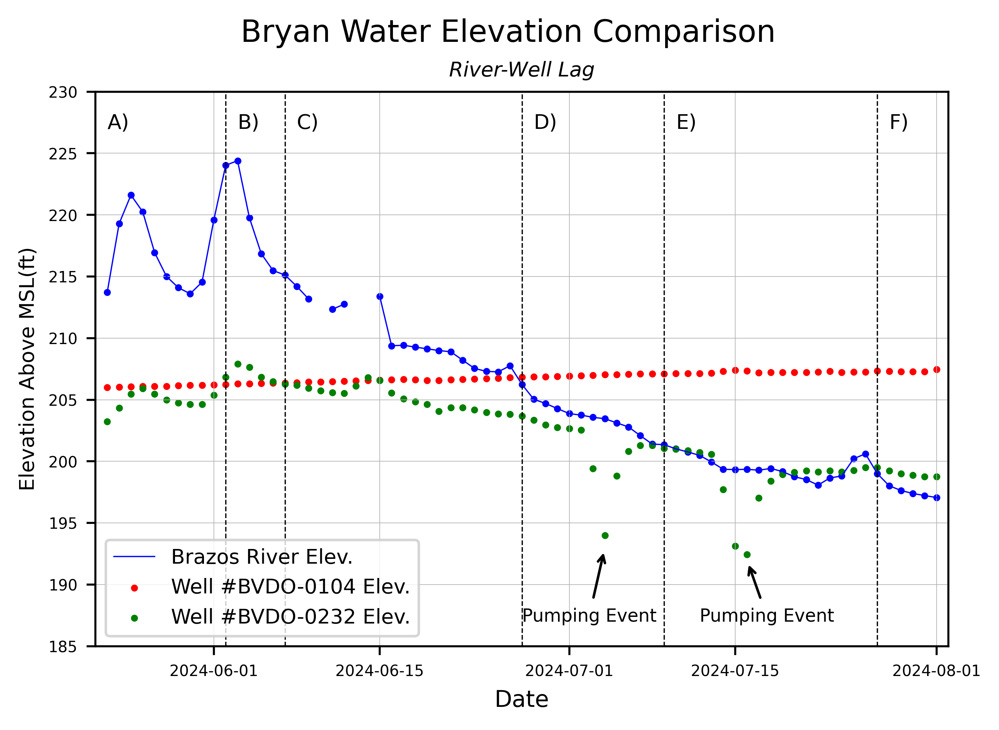 Bryan Water Elevation Comparison
River-Well Lag
Elevation Above MSL(ft)
230
225
220
215
210
205
200
195
190
185
A)
B)
C)
D)
E)
F)
Brazos River Elev.
Well #BVDO-0104 Elev.
Well #BVDO-0232 Elev.
Pumping Event
Pumping Event
2024-06-01
2024-06-15
2024-07-01
2024-07-15
2024-08-01
Date